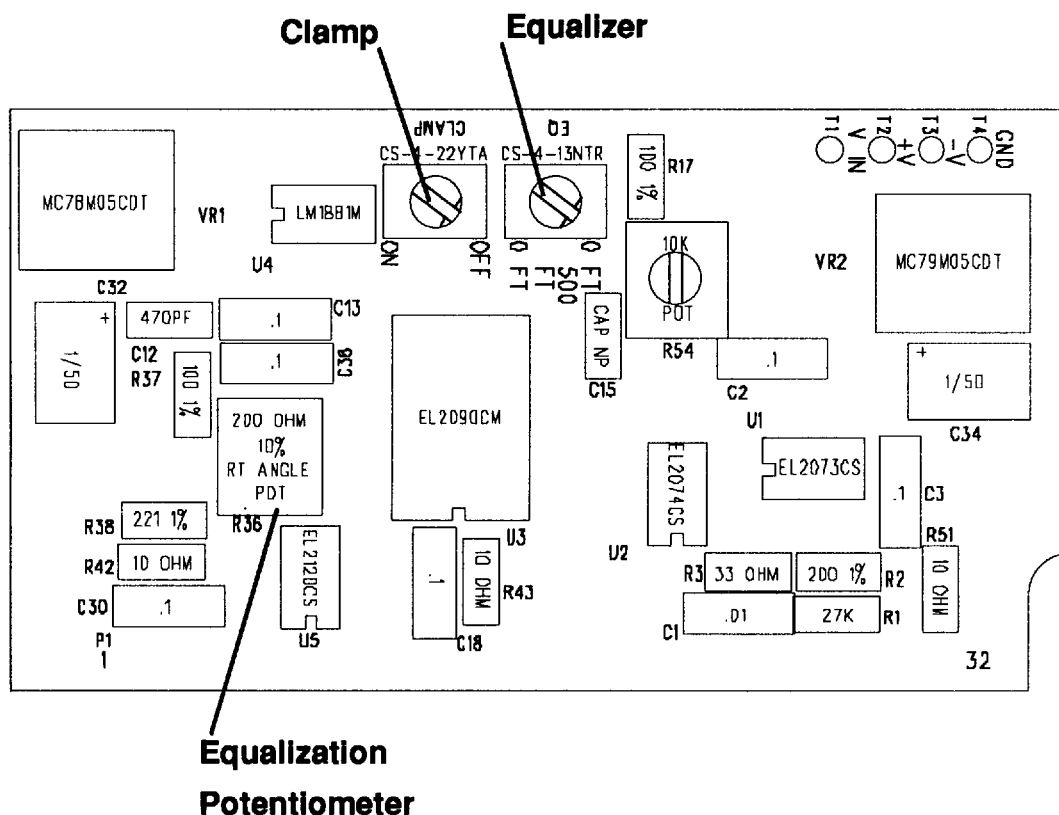 Clamp
Equalizer
CLAMP
EQ
CS-4-22YTA
CS-4-13NTR
100 1%
R17
T1
T2
T3
T4
V IN
+V
-V
GND
MC78M05CDT
VR1
LM1881M
U4
ON
OFF
0 FT
500 FT
0 FT
10K
POT
R54
VR2
MC79M05CDT
C32
+
1/50
470PF
C12
.1
C13
.1
C36
R37
100 1%
CAP NP
C15
.1
C2
+
1/50
C34
200 OHM
10%
RT ANGLE
POT
R36
EL2090CM
U3
U1
EL2073CS
EL2074CS
U2
.1
C3
R38
221 1%
R42
10 OHM
C30
.1
P1
1
EL2120CS
U5
.1
C18
10 OHM
R43
R3
33 OHM
200 1%
R2
C1
.01
27K
R1
R51
10 OHM
32
Equalization
Potentiometer